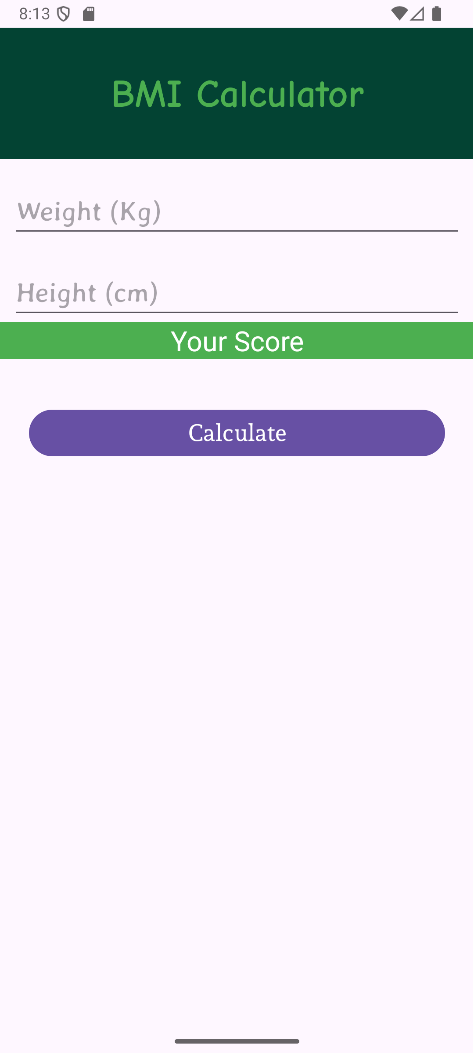 8:13
BMI Calculator
Weight (Kg)
Height (cm)
Your Score
Calculate